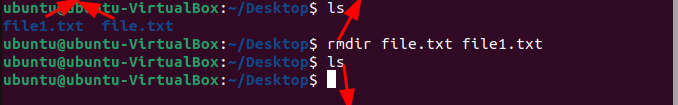 ubuntu@ubuntu-VirtualBox:~/Desktop$ ls
file1.txt  file.txt
ubuntu@ubuntu-VirtualBox:~/Desktop$ rmdir file.txt file1.txt
ubuntu@ubuntu-VirtualBox:~/Desktop$ ls
ubuntu@ubuntu-VirtualBox:~/Desktop$